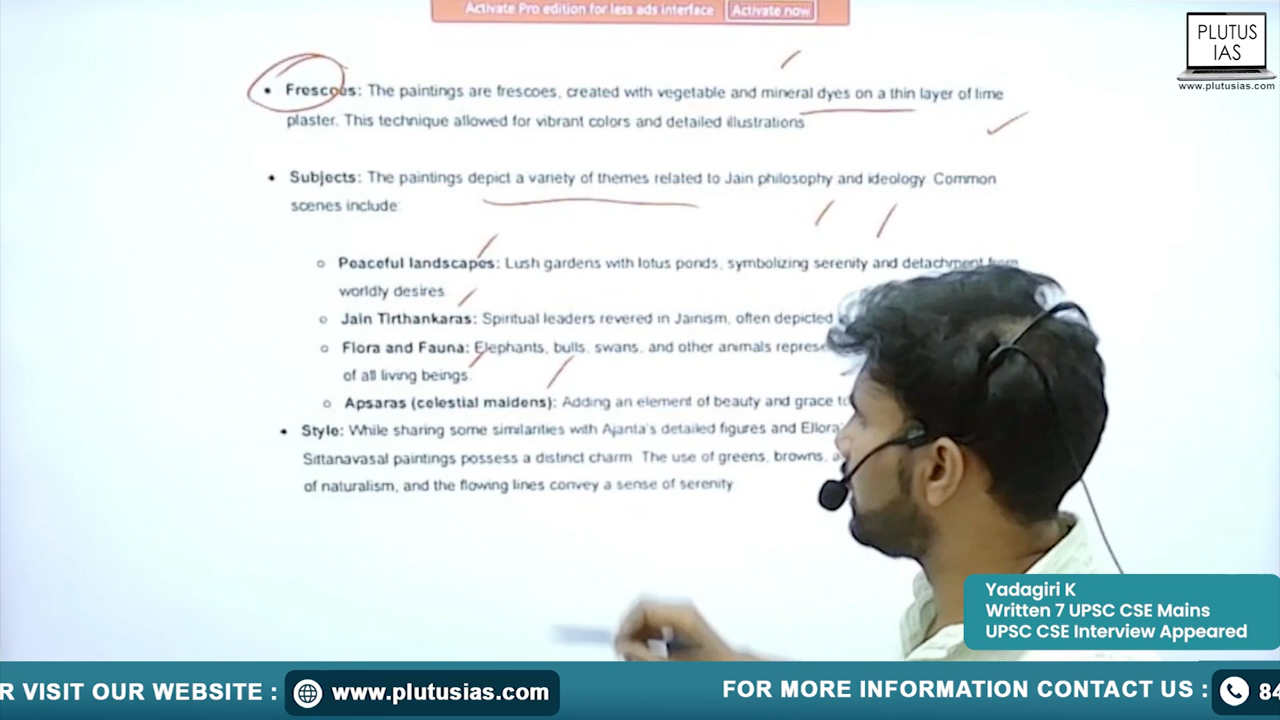 Activate Pro edition for less ads interface Activate now
PLUTUS
IAS
www.plutusias.com
• Frescoes: The paintings are frescoes, created with vegetable and mineral dyes on a thin layer of lime
plaster. This technique allowed for vibrant colors and detailed illustrations
• Subjects: The paintings depict a variety of themes related to Jain philosophy and ideology. Common
scenes include:
o Peaceful landscapes: Lush gardens with lotus ponds, symbolizing serenity and detachment from
worldly desires.
o Jain Tirthankaras: Spiritual leaders revered in Jainism, often depicted
o Flora and Fauna: Elephants, bulls, swans, and other animals
of all living beings.
o Apsaras (celestial maidens): Adding an element of beauty and grace
• Style: While sharing some similarities with Ajanta's detailed figures and
Sittanavasal paintings possess a distinct charm. The use of greens, browns,
of naturalism, and the flowing lines convey a sense of serenity
Yadagiri K
Written 7 UPSC CSE Mains
UPSC CSE Interview Appeared
R VISIT OUR WEBSITE : www.plutusias.com FOR MORE INFORMATION CONTACT US : 84